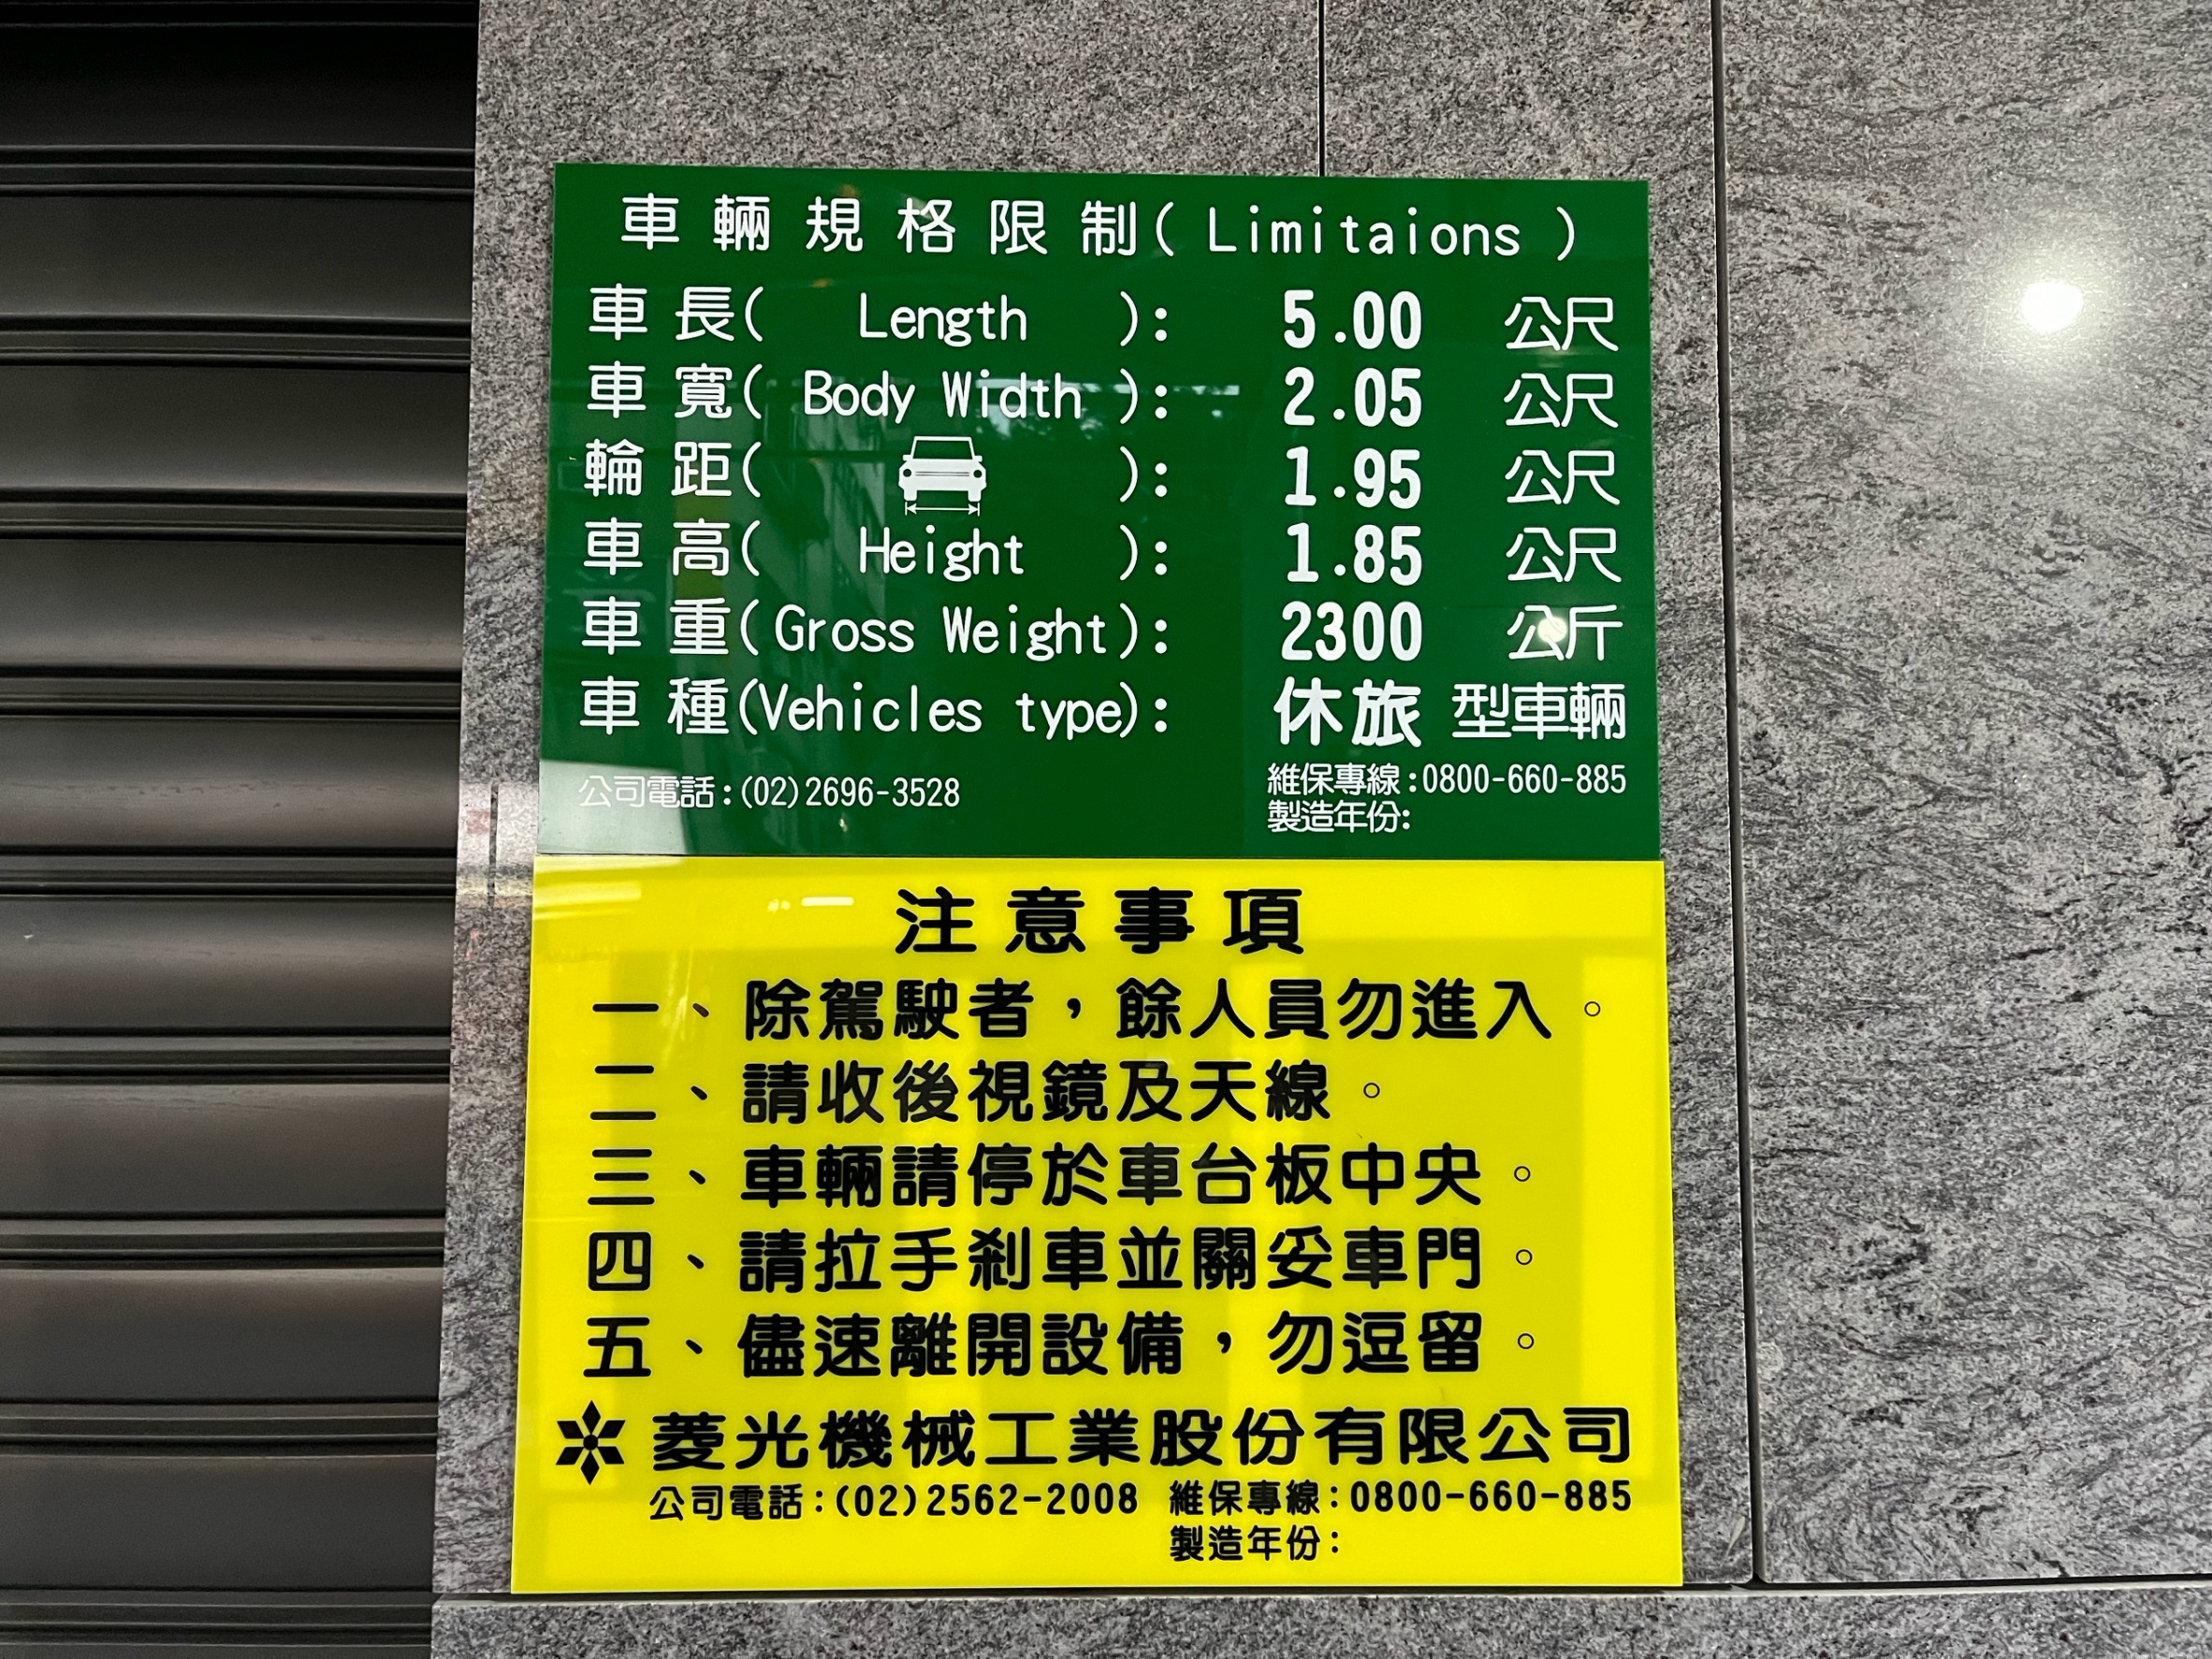 車輛規格限制( Limitaions )
車長( Length ): 5.00 公尺
車寬( Body Width ): 2.05 公尺
輪距( ): 1.95 公尺
車高( Height ): 1.85 公尺
車重(Gross Weight): 2300 公斤
車種(Vehicles type): 休旅 型車輛
公司電話:(02)2696-3528 維保專線:0800-660-885
製造年份:
注意事項
一、除駕駛者，餘人員勿進入。
二、請收後視鏡及天線。
三、車輛請停於車台板中央。
四、請拉手剎車並關妥車門。
五、儘速離開設備，勿逗留。
菱光機械工業股份有限公司
公司電話:(02)2562-2008 維保專線:0800-660-885
製造年份: